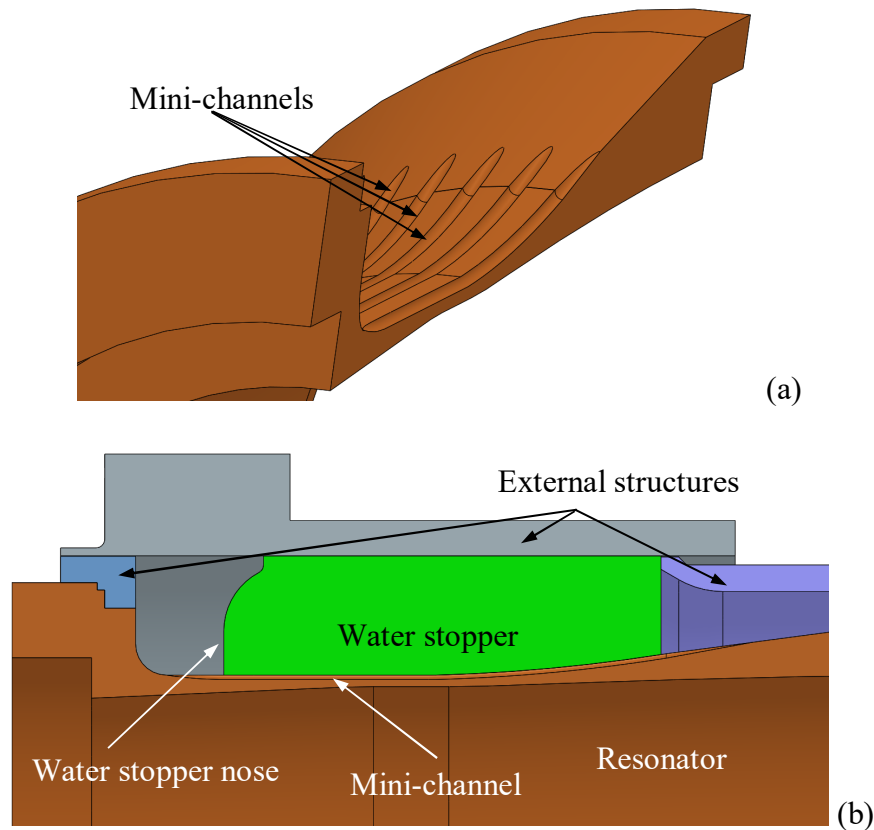 Mini-channels
(a)
External structures
Water stopper
Water stopper nose
Mini-channel
Resonator
(b)